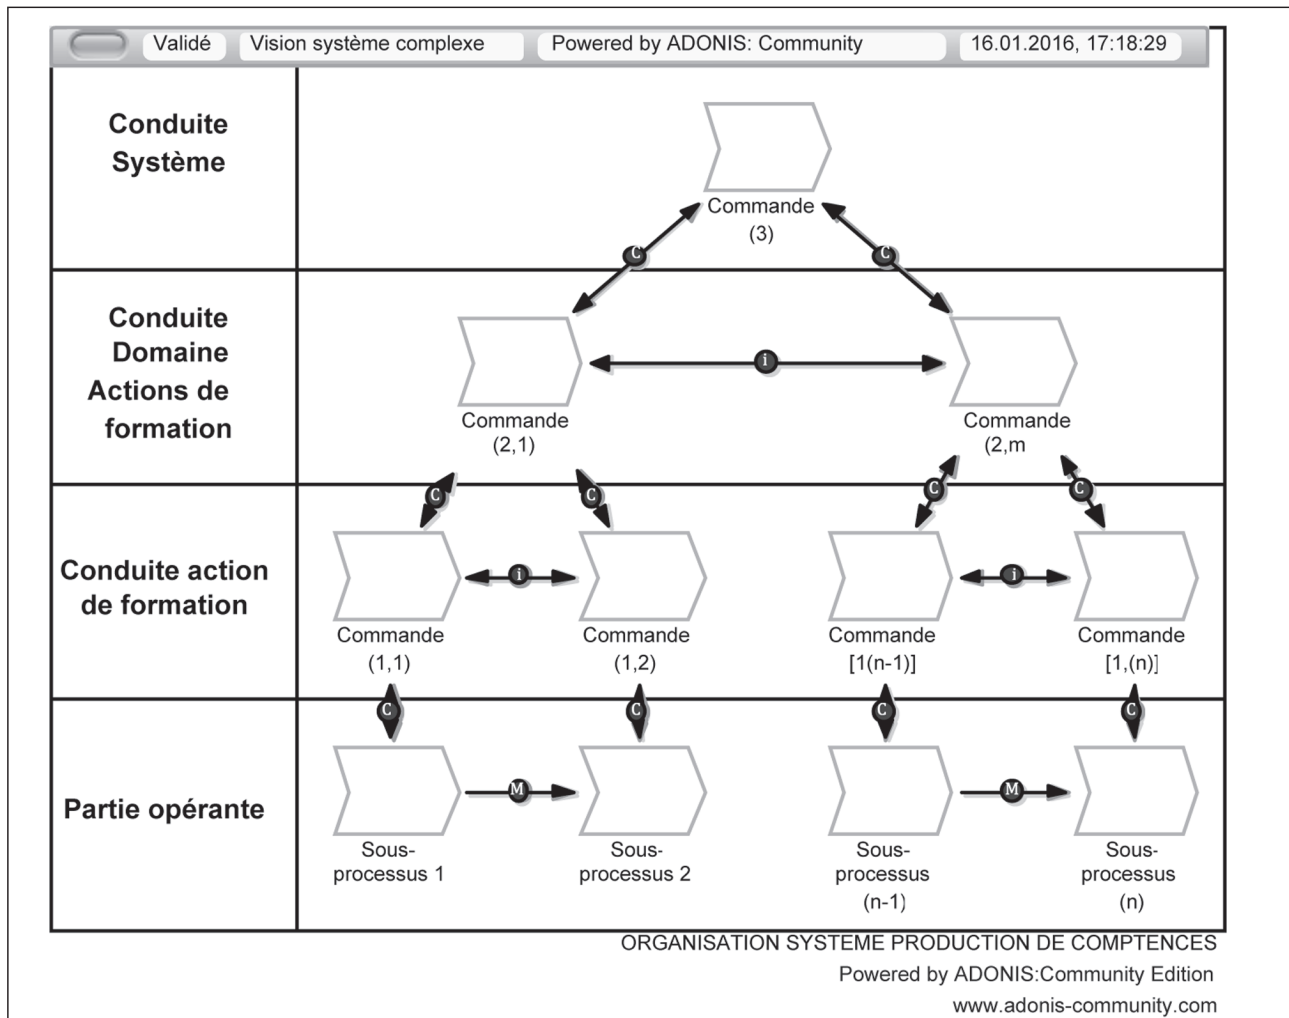 Validé Vision système complexe Powered by ADONIS: Community 16.01.2016, 17:18:29
Conduite
Système
Commande
(3)
C C
Conduite
Domaine
Actions de
formation
i
Commande
(2,1)
Commande
(2,m
C C C C
Conduite action
de formation
i i
Commande
(1,1)
Commande
(1,2)
Commande
[1(n-1)]
Commande
[1,(n)]
C C C C
Partie opérante
M M
Sous-
processus 1
Sous-
processus 2
Sous-
processus
(n-1)
Sous-
processus
(n)
ORGANISATION SYSTEME PRODUCTION DE COMPTENCES
Powered by ADONIS:Community Edition
www.adonis-community.com